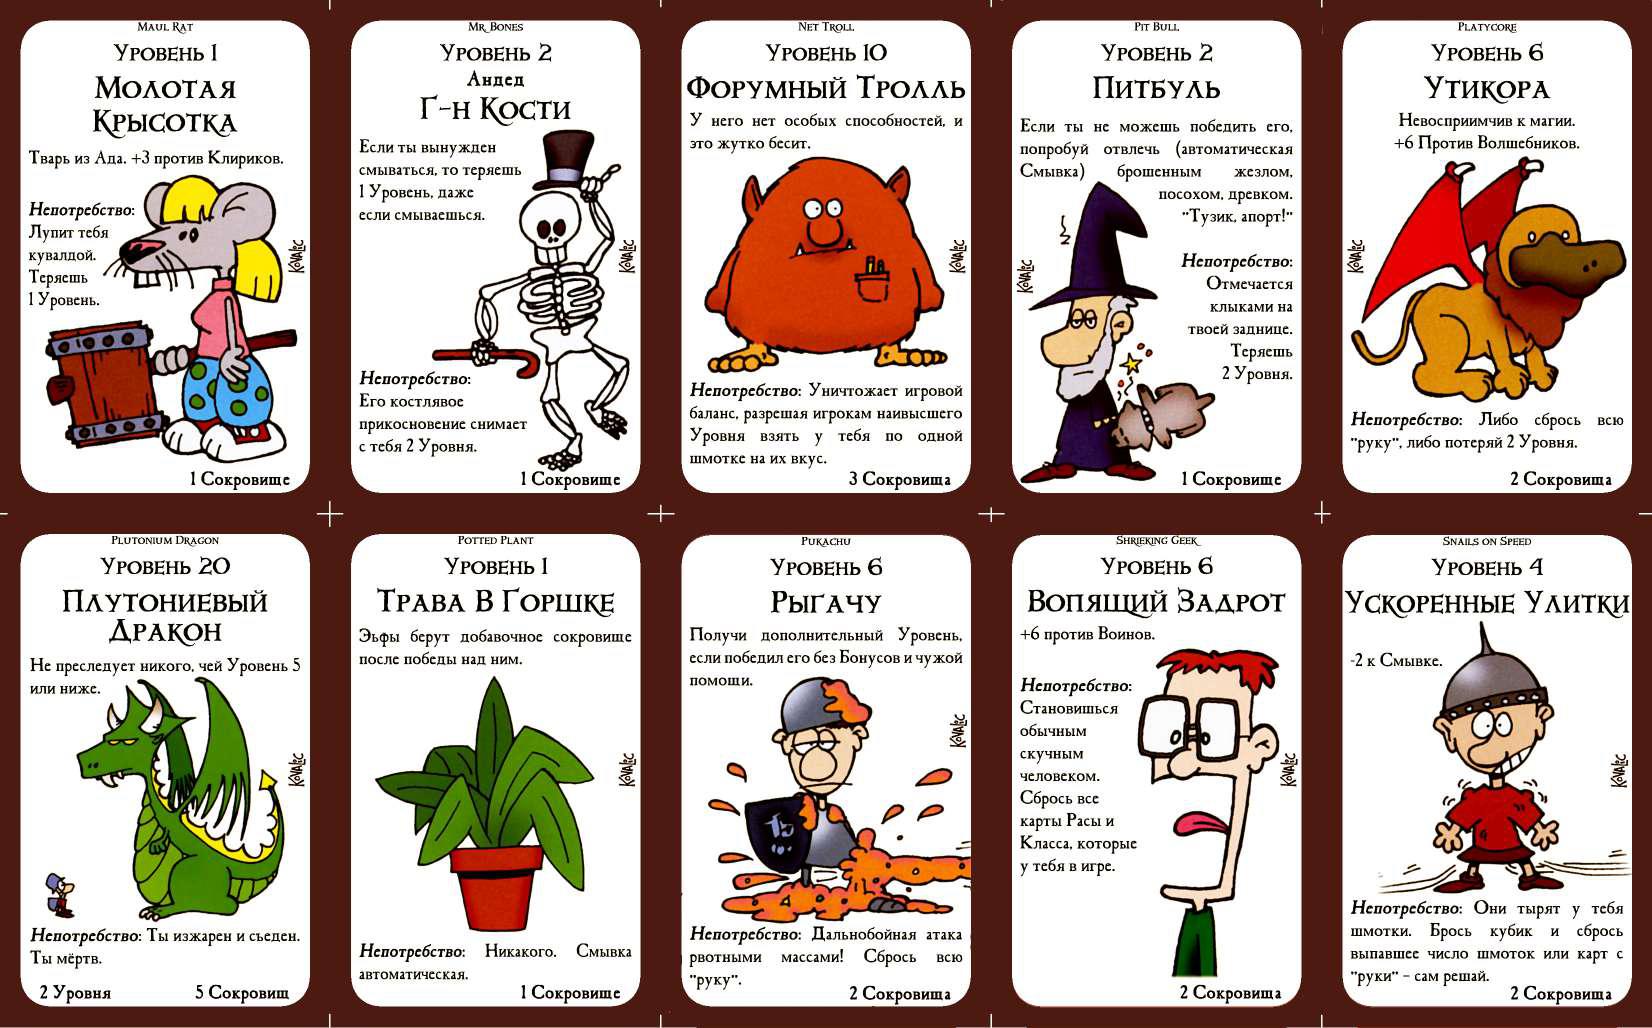 Maul Rat
Уровень 1
Молотая
Крысотка
Тварь из Ада. +3 против Клириков.
Непотребство:
Лупит тебя
кувалдой.
Теряешь
1 Уровень.
Kovalic
1 Сокровище
Mr. Bones
Уровень 2
Андед
Г-н Кости
Если ты вынужден
смываться, то теряешь
1 Уровень, даже
если смываешься.
Kovalic
Непотребство:
Его костлявое
прикосновение снимает
с тебя 2 Уровня.
1 Сокровище
Net Troll
Уровень 10
Форумный Тролль
У него нет особых способностей, и
это жутко бесит.
Kovalic
Непотребство: Уничтожает игровой
баланс, разрешая игрокам наивысшего
Уровня взять у тебя по одной
шмотке на их вкус.
3 Сокровища
Pit Bull
Уровень 2
Питбуль
Если ты не можешь победить его,
попробуй отвлечь (автоматическая
Смывка) брошенным жезлом,
посохом, древком.
"Тузик, апорт!"
Kovalic
Непотребство:
Отмечается
клыками на
твоей заднице.
Теряешь
2 Уровня.
1 Сокровище
Platycore
Уровень 6
Утикора
Невосприимчив к магии.
+6 Против Волшебников.
Kovalic
Непотребство: Либо сбрось всю
"руку", либо потеряй 2 Уровня.
2 Сокровища
Plutonium Dragon
Уровень 20
Плутониевый
Дракон
Не преследует никого, чей Уровень 5
или ниже.
Kovalic
Непотребство: Ты изжарен и съеден.
Ты мёртв.
2 Уровня 5 Сокровищ
Potted Plant
Уровень 1
Трава В Горшке
Эьфы берут добавочное сокровище
после победы над ним.
Kovalic
Непотребство: Никакого. Смывка
автоматическая.
1 Сокровище
Pukachu
Уровень 6
Рыгачу
Получи дополнительный Уровень,
если победил его без Бонусов и чужой
помощи.
Kovalic
Непотребство: Дальнобойная атака
рвотными массами! Сбрось всю
"руку".
2 Сокровища
Shrieking Geek
Уровень 6
Вопящий Задрот
+6 против Воинов.
Непотребство:
Становишься
обычным
скучным
человеком.
Сбрось все
карты Расы и
Класса, которые
у тебя в игре.
Kovalic
2 Сокровища
Snails on Speed
Уровень 4
Ускоренные Улитки
-2 к Смывке.
Kovalic
Непотребство: Они тырят у тебя
шмотки. Брось кубик и сбрось
выпавшее число шмоток или карт с
"руки" – сам решай.
2 Сокровища